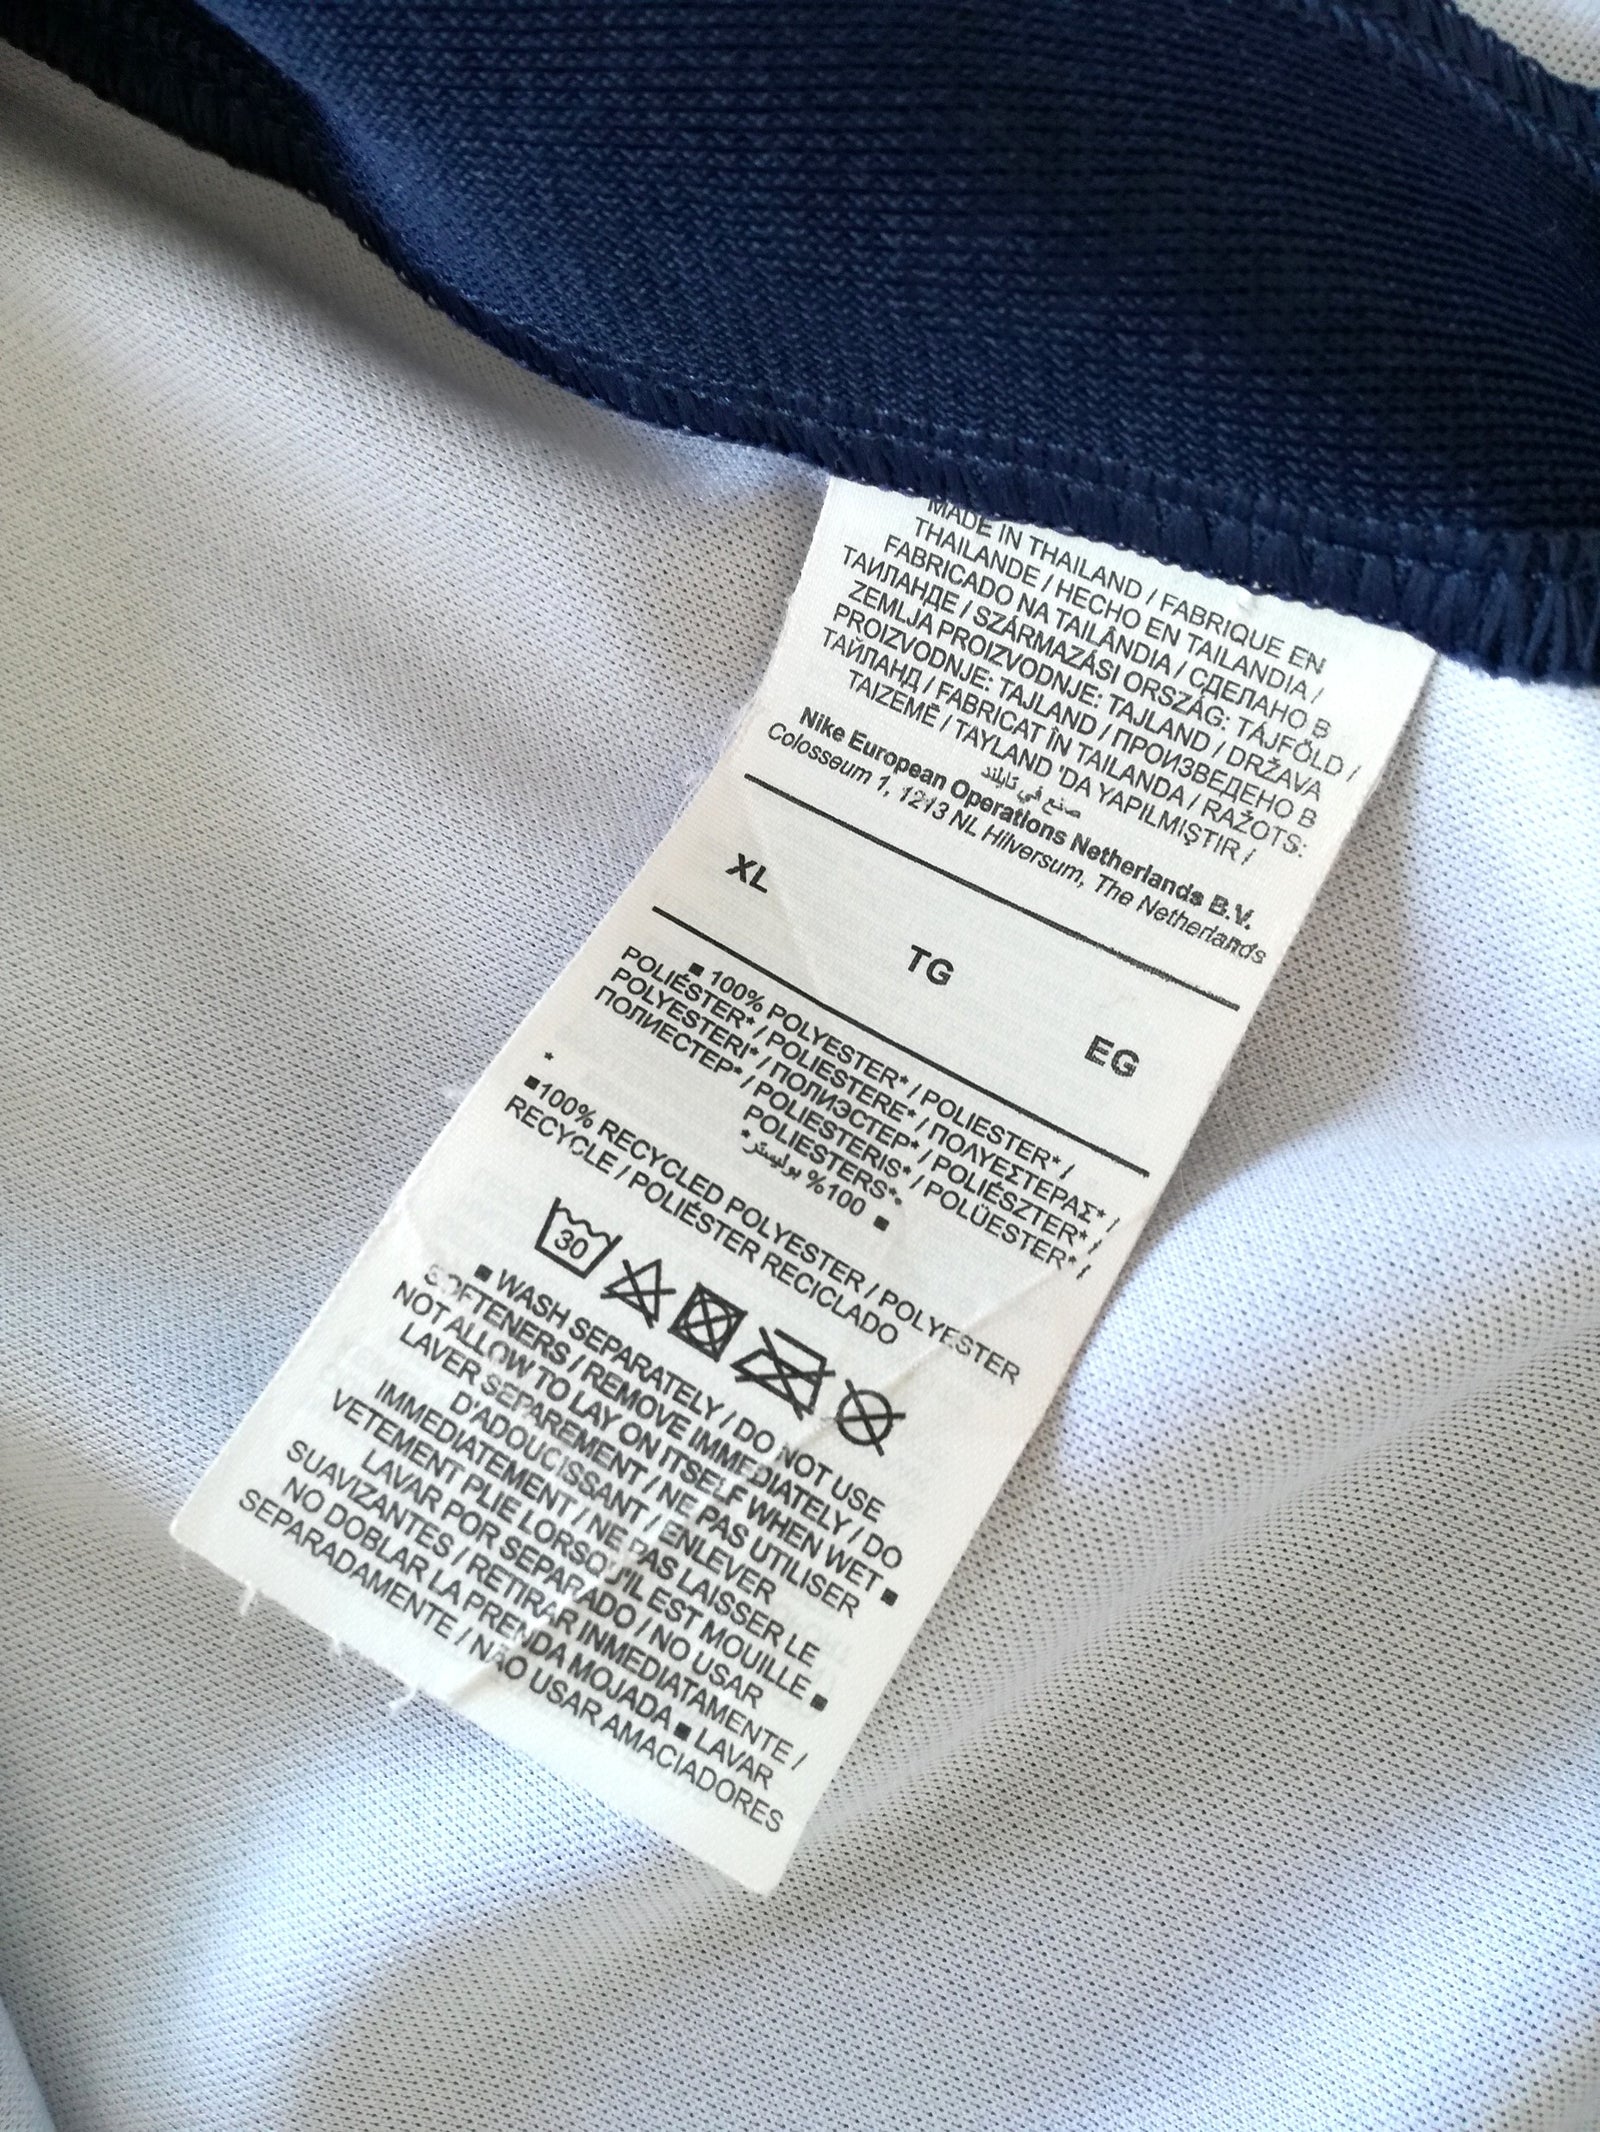 MADE IN THAILAND / FABRIQUE EN
THAILANDE / HECHO EN TAILANDIA /
FABRICADO NA TAILÂNDIA / СДЕЛАНО В
ТАИЛАНДЕ / SZÁRMAZÁSI ORSZÁG: TÁJFÖLD /
ZEMLJA PROIZVODNJE: TAJLAND / DRŽAVA
PROIZVODNJE: TAJLAND / ПРОИЗВЕДЕНО В
ТАЙЛАНД / FABRICAT ÎN TAILANDA / RAŽOTS:
TAIZEMĒ / TAYLAND 'DA YAPILMIŞTIR /
صنع في تايلند
Nike European Operations Netherlands B.V.
Colosseum 1, 1213 NL Hilversum, The Netherlands
XL TG EG
■ 100% POLYESTER* / POLIESTER* /
POLIÉSTER* / POLIESTERE* / ΠΟΛΥΕΣΤΕΡΑΣ* /
POLYESTERI* / ПОЛИЭСТЕР* / POLIÉSZTER* /
ПОЛИЕСТЕР* / POLIESTERIS* / POLÜESTER* /
POLIESTERS*
100% بوليستر* ■
*
■100% RECYCLED POLYESTER / POLYESTER
RECYCLE / POLIÉSTER RECICLADO
30
■ WASH SEPARATELY / DO NOT USE
SOFTENERS / REMOVE IMMEDIATELY / DO
NOT ALLOW TO LAY ON ITSELF WHEN WET ■
LAVER SEPAREMENT / NE PAS UTILISER
D'ADOUCISSANT / ENLEVER
IMMEDIATEMENT / NE PAS LAISSER LE
VETEMENT PLIE LORSQU'IL EST MOUILLE ■
LAVAR POR SEPARADO / NO USAR
SUAVIZANTES / RETIRAR INMEDIATAMENTE /
NO DOBLAR LA PRENDA MOJADA ■ LAVAR
SEPARADAMENTE / NÃO USAR AMACIADORES